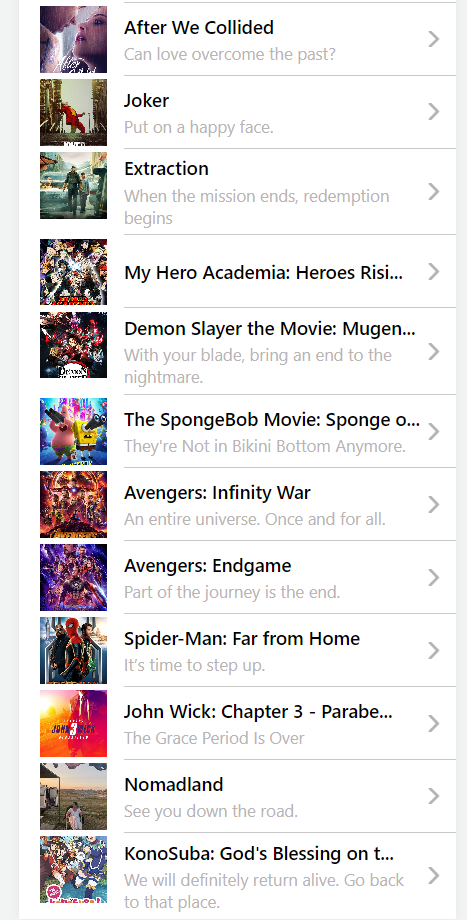 After We Collided
Can love overcome the past?
Joker
Put on a happy face.
Extraction
When the mission ends, redemption
begins
My Hero Academia: Heroes Risi...
Demon Slayer the Movie: Mugen...
With your blade, bring an end to the
nightmare.
The SpongeBob Movie: Sponge o...
They're Not in Bikini Bottom Anymore.
Avengers: Infinity War
An entire universe. Once and for all.
Avengers: Endgame
Part of the journey is the end.
Spider-Man: Far from Home
It’s time to step up.
John Wick: Chapter 3 - Parabe...
The Grace Period Is Over
JOHN WICK
3
Nomadland
See you down the road.
KonoSuba: God's Blessing on t...
We will definitely return alive. Go back
to that place.